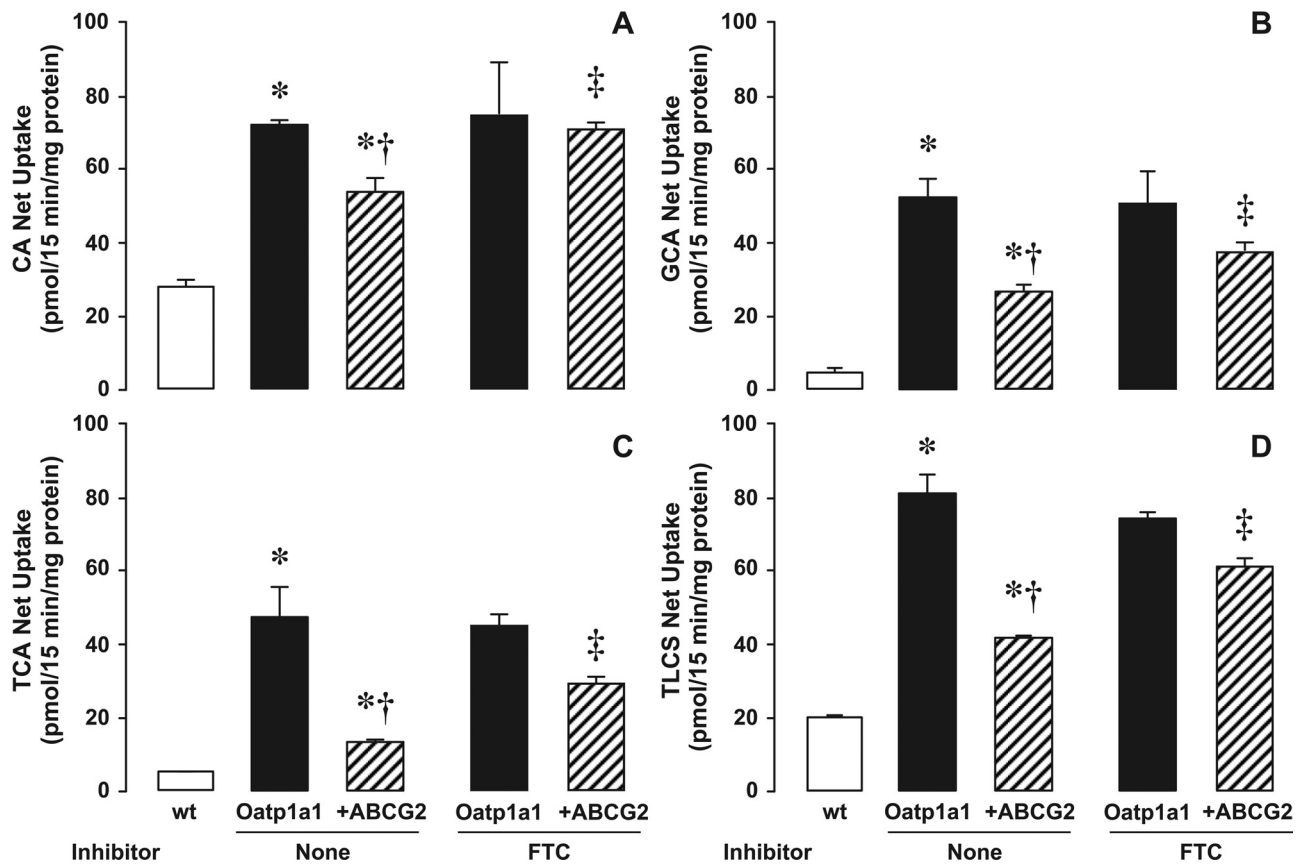 A
CA Net Uptake
(pmol/15 min/mg protein)
100
80
60
40
20
0
*
*†
‡
B
GCA Net Uptake
(pmol/15 min/mg protein)
100
80
60
40
20
0
*
*†
‡
C
TCA Net Uptake
(pmol/15 min/mg protein)
100
80
60
40
20
0
*
*†
‡
wt Oatp1a1 +ABCG2 Oatp1a1 +ABCG2
Inhibitor None FTC
D
TLCS Net Uptake
(pmol/15 min/mg protein)
100
80
60
40
20
0
*
*†
‡
wt Oatp1a1 +ABCG2 Oatp1a1 +ABCG2
Inhibitor None FTC